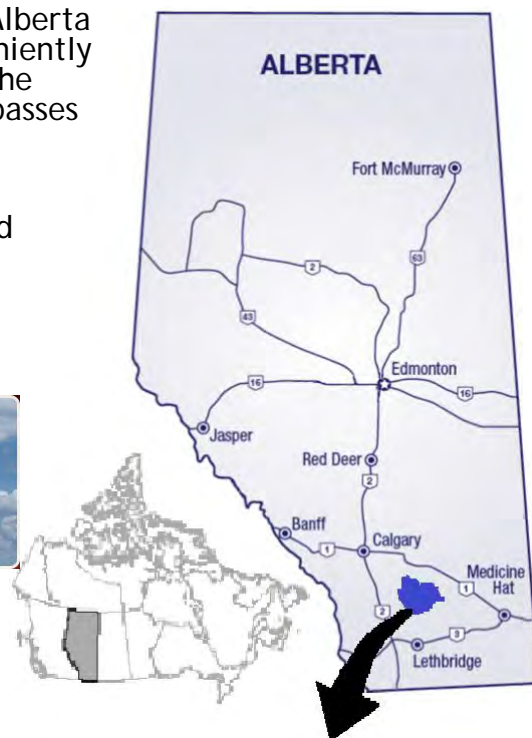 Alberta
niently
he
passes
d
ALBERTA
Fort McMurray
2
63
43
Edmonton
16
16
Jasper
Red Deer
2
Banff
1
Calgary
Medicine
Hat
1
2
3
Lethbridge